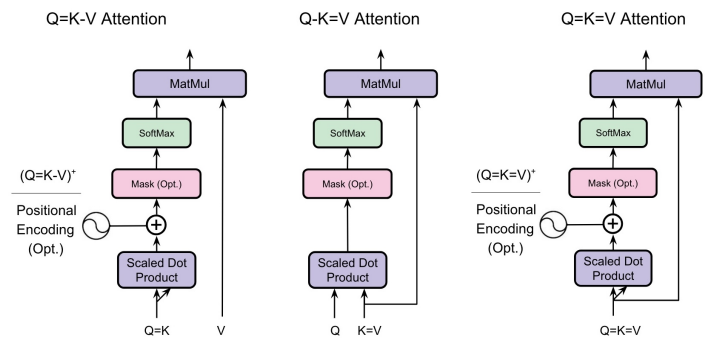 Q=K-V Attention
MatMul
SoftMax
(Q=K-V)⁺
Mask (Opt.)
Positional
Encoding
(Opt.)
+
Scaled Dot
Product
Q=K
V
Q-K=V Attention
MatMul
SoftMax
Mask (Opt.)
Scaled Dot
Product
Q
K=V
Q=K=V Attention
MatMul
SoftMax
(Q=K=V)⁺
Mask (Opt.)
Positional
Encoding
(Opt.)
+
Scaled Dot
Product
Q=K=V